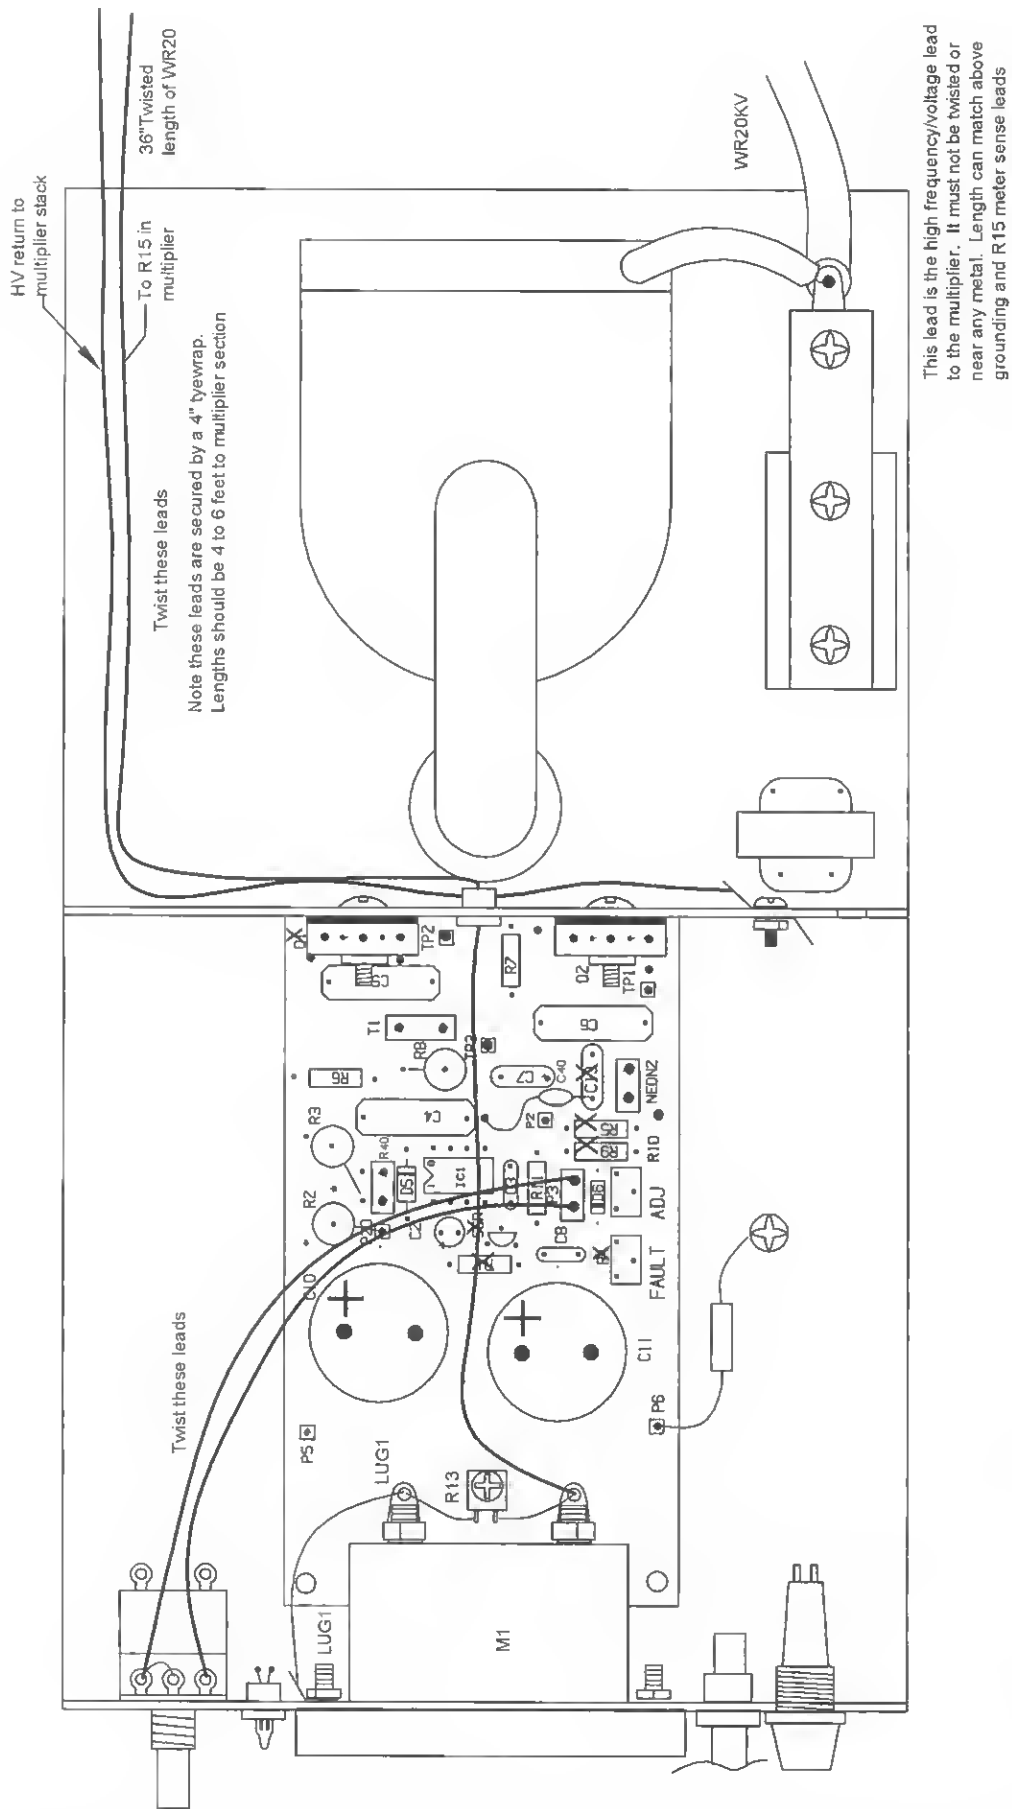 HV return to
multiplier stack
To R15 in
multiplier
36"Twisted
length of WR20
Twist these leads
Note these leads are secured by a 4" tyewrap.
Lengths should be 4 to 6 feet to multiplier section
WR20KV
This lead is the high frequency/voltage lead
to the multiplier. It must not be twisted or
near any metal. Length can match above
grounding and R15 meter sense leads
Twist these leads
TP2
R7
Q2
TP1
T1
R8
TP3
R6
C7
C40
NEON2
R3
C4
P2
R10
R40
IC1
R2
C2
R11
P3
ADJ
C8
FAULT
C10
C11
P5
P6
LUG1
R13
LUG1
M1